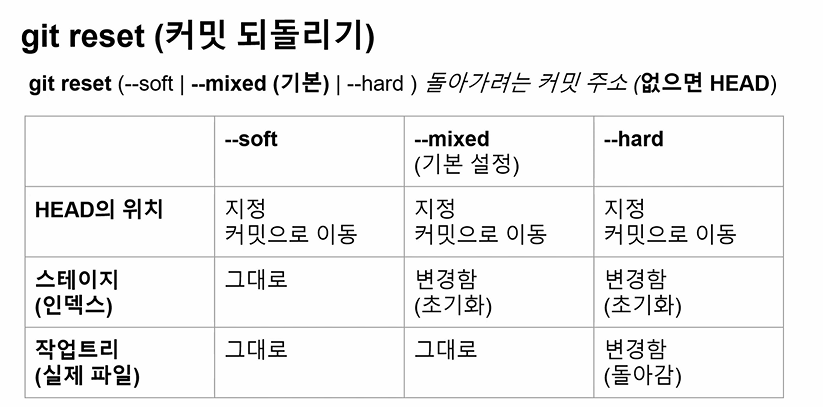 git reset (커밋 되돌리기)
git reset (--soft | --mixed (기본) | --hard ) 돌아가려는 커밋 주소 (없으면 HEAD)
--soft
--mixed
(기본 설정)
--hard
HEAD의 위치
지정
커밋으로 이동
지정
커밋으로 이동
지정
커밋으로 이동
스테이지
(인덱스)
그대로
변경함
(초기화)
변경함
(초기화)
작업트리
(실제 파일)
그대로
그대로
변경함
(돌아감)